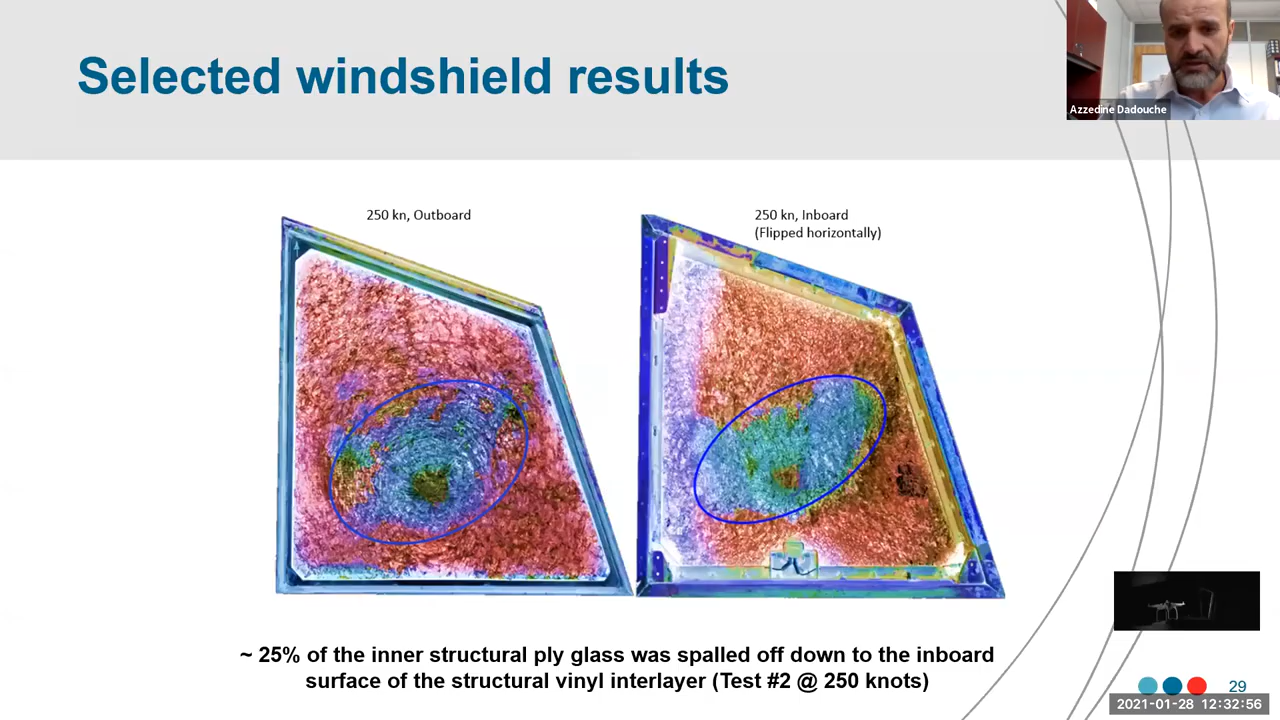 Selected windshield results
Azzedine Dadouche
250 kn, Outboard
250 kn, Inboard
(Flipped horizontally)
~ 25% of the inner structural ply glass was spalled off down to the inboard
surface of the structural vinyl interlayer (Test #2 @ 250 knots)
29
2021-01-28 12:32:56